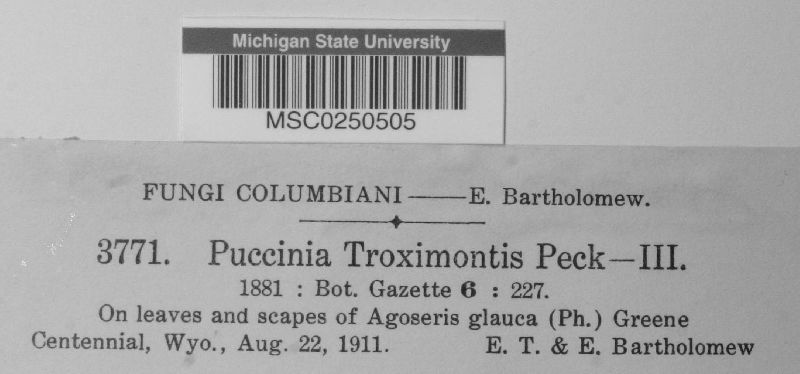 Michigan State University
MSC0250505
FUNGI COLUMBIANI — E. Bartholomew.
3771. Puccinia Troximontis Peck—III.
1881 : Bot. Gazette 6 : 227.
On leaves and scapes of Agoseris glauca (Ph.) Greene
Centennial, Wyo., Aug. 22, 1911. E. T. & E. Bartholomew